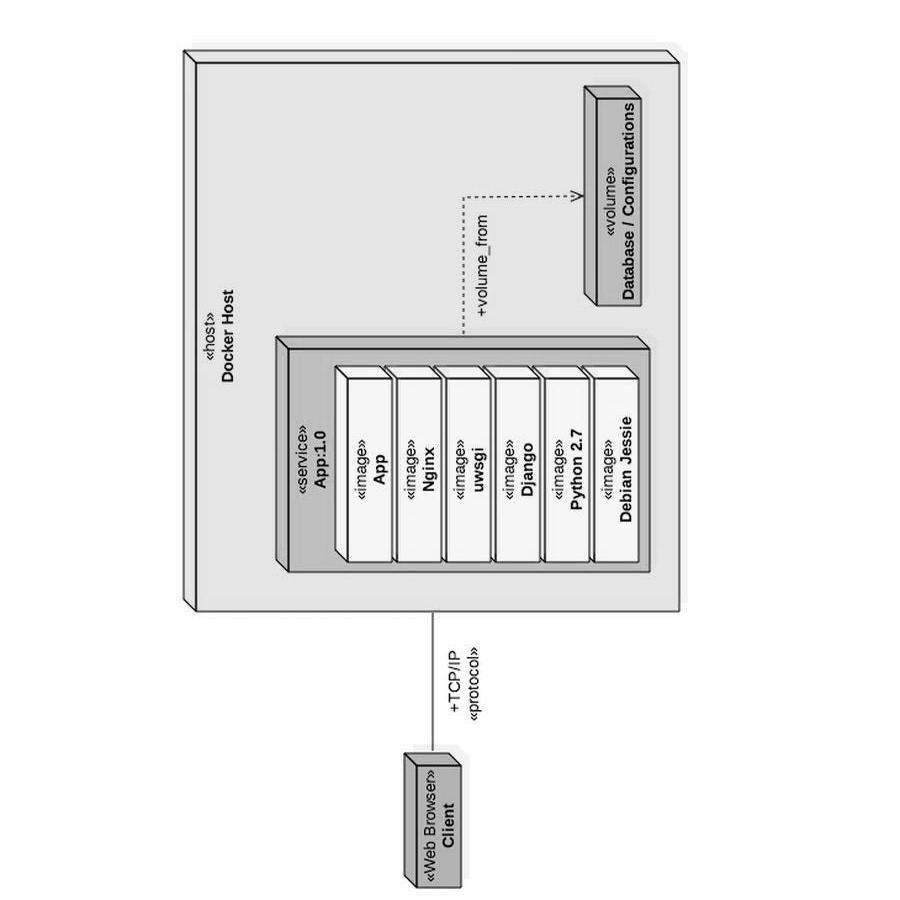 «host»
Docker Host
«service»
App:1.0
«image»
App
«image»
Nginx
«image»
uwsgi
«image»
Django
«image»
Python 2.7
«image»
Debian Jessie
+volume_from
«volume»
Database / Configurations
+TCP/IP
«protocol»
«Web Browser»
Client